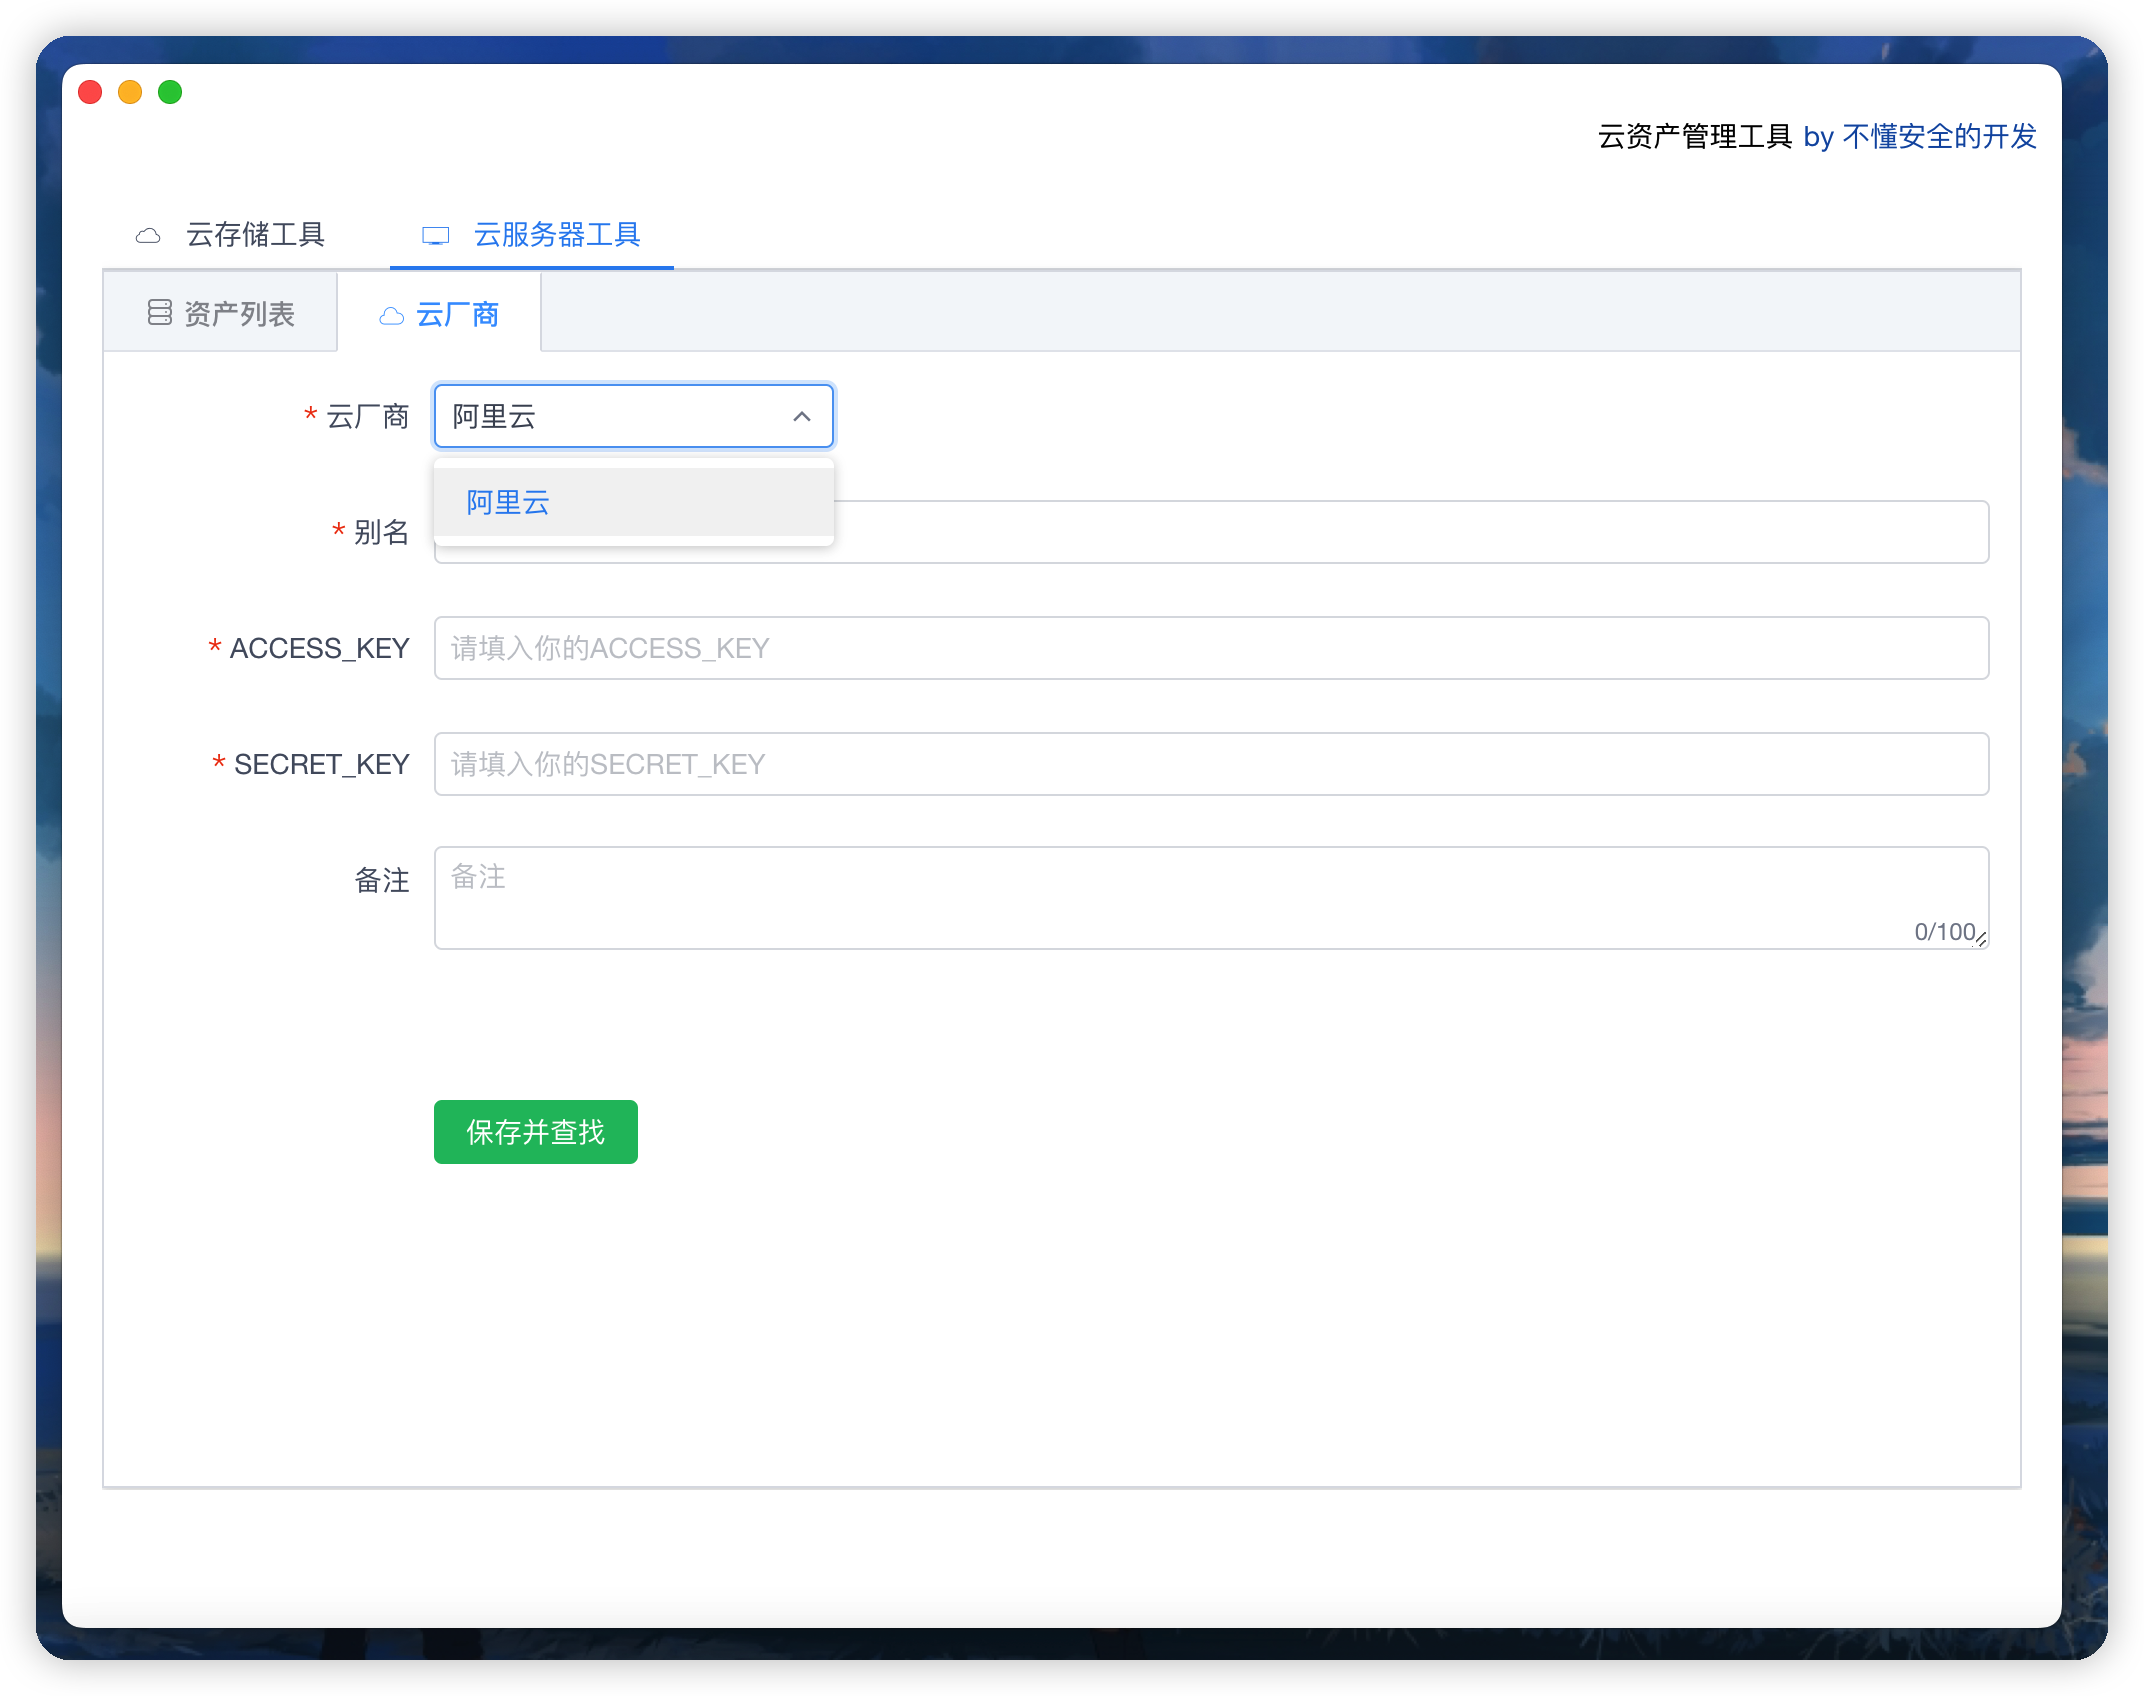 云资产管理工具 by 不懂安全的开发
云存储工具
云服务器工具
资产列表
云厂商
* 云厂商
阿里云
阿里云
* 别名
* ACCESS_KEY
请填入你的ACCESS_KEY
* SECRET_KEY
请填入你的SECRET_KEY
备注
备注
0/100
保存并查找